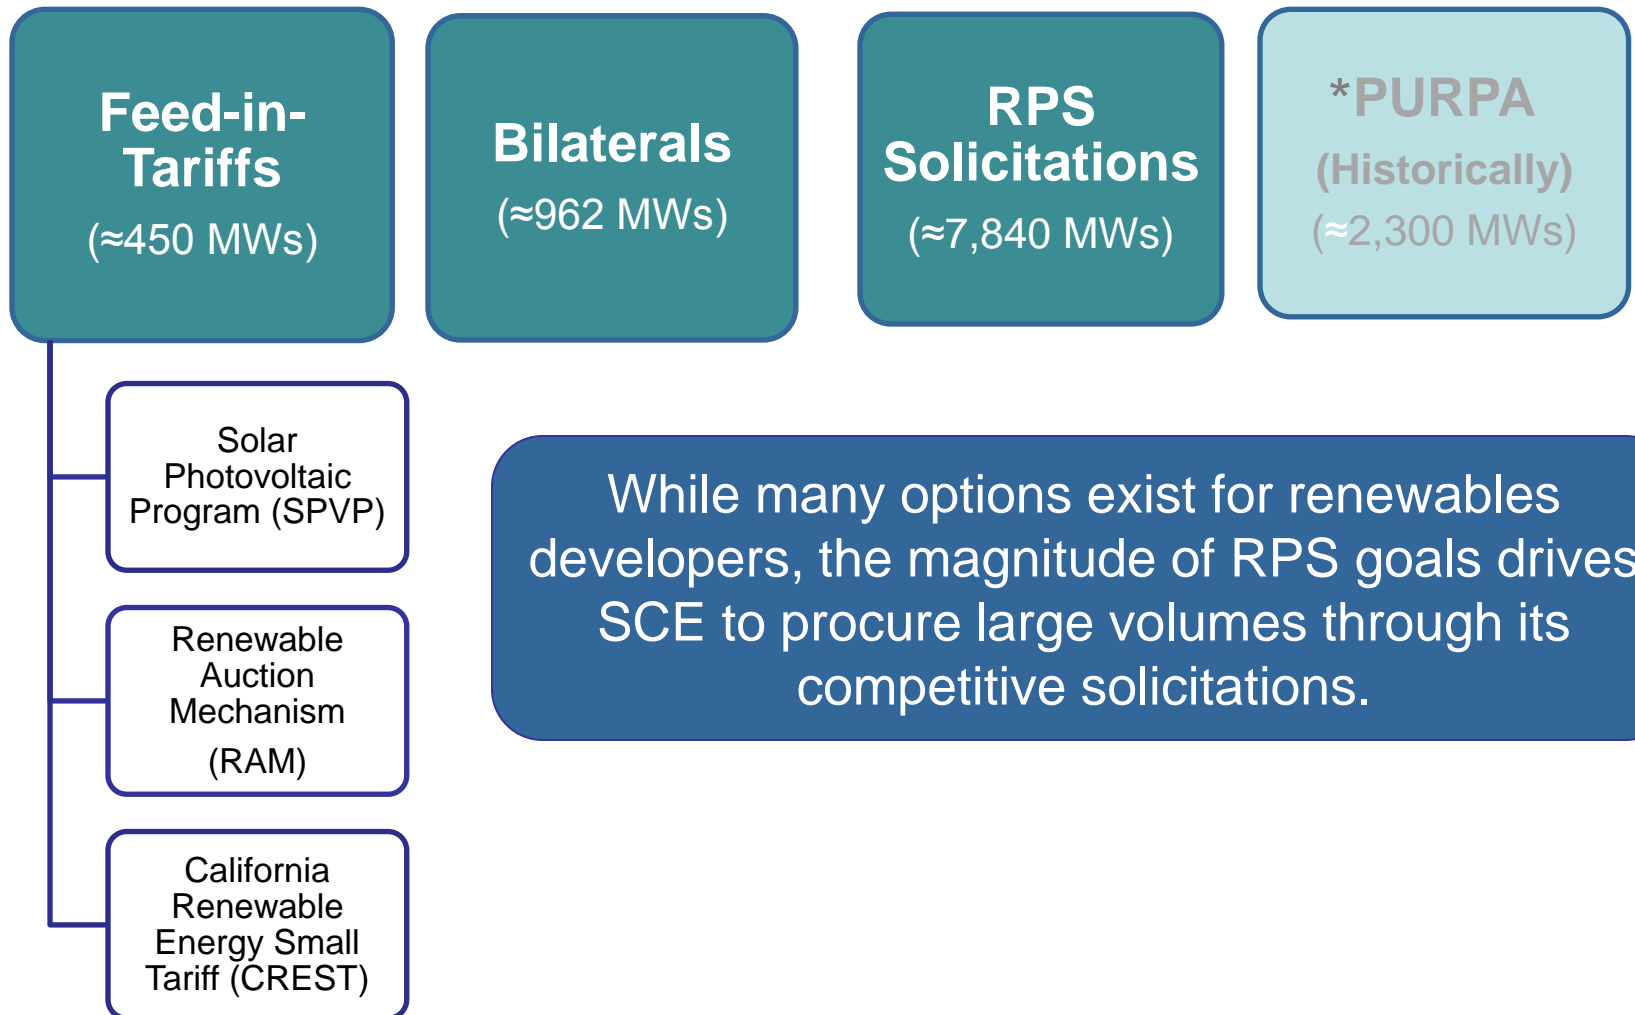 Feed-in-
Tariffs
(≈450 MWs)
Bilaterals
(≈962 MWs)
RPS
Solicitations
(≈7,840 MWs)
*PURPA
(Historically)
(≈2,300 MWs)
Solar
Photovoltaic
Program (SPVP)
Renewable
Auction
Mechanism
(RAM)
California
Renewable
Energy Small
Tariff (CREST)
While many options exist for renewables
developers, the magnitude of RPS goals drives
SCE to procure large volumes through its
competitive solicitations.